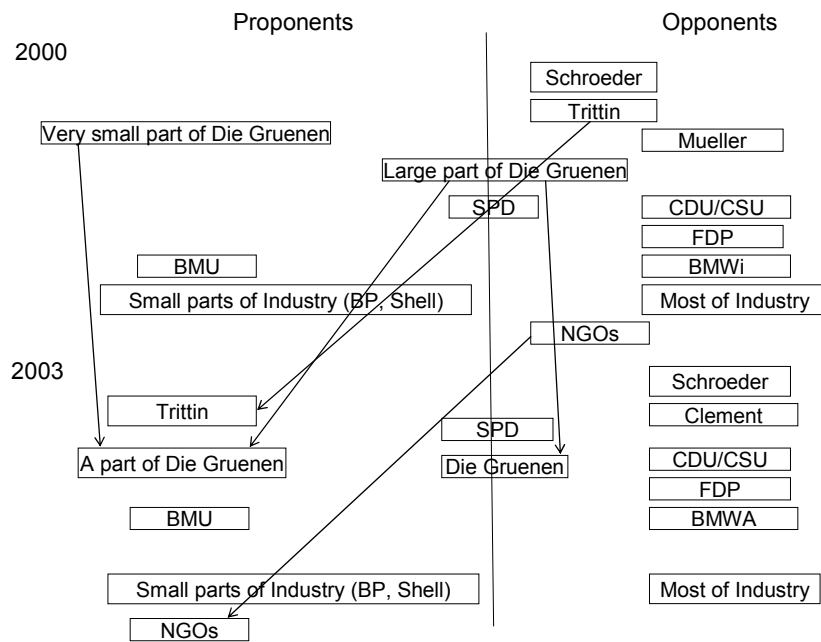 Proponents
Opponents
2000
Schroeder
Trittin
Very small part of Die Gruenen
Mueller
Large part of Die Gruenen
SPD
CDU/CSU
FDP
BMU
BMWi
Small parts of Industry (BP, Shell)
Most of Industry
NGOs
2003
Schroeder
Trittin
Clement
SPD
A part of Die Gruenen
Die Gruenen
CDU/CSU
FDP
BMU
BMWA
Small parts of Industry (BP, Shell)
Most of Industry
NGOs